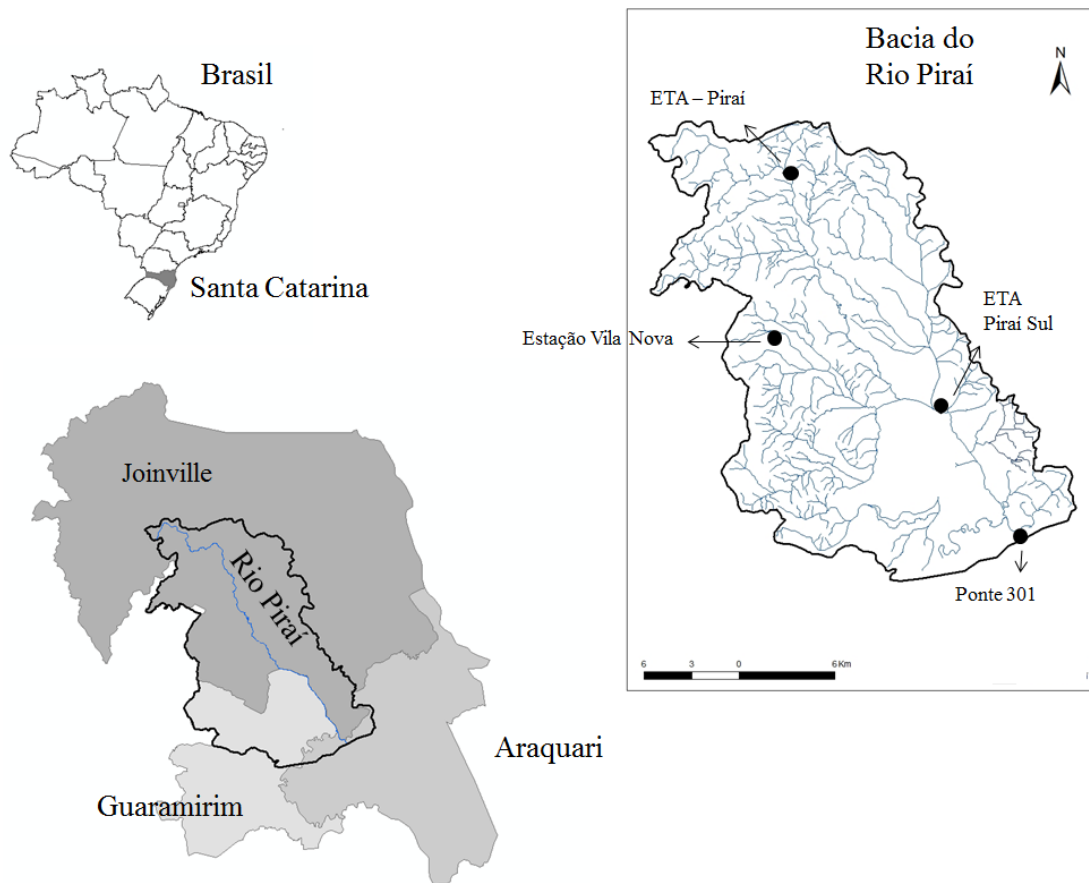 Brasil
Santa Catarina
Joinville
Rio Piraí
Araquari
Guaramirim
Bacia do
Rio Piraí
N
ETA – Piraí
ETA
Piraí Sul
Estação Vila Nova
Ponte 301
6 3 0 6 Km